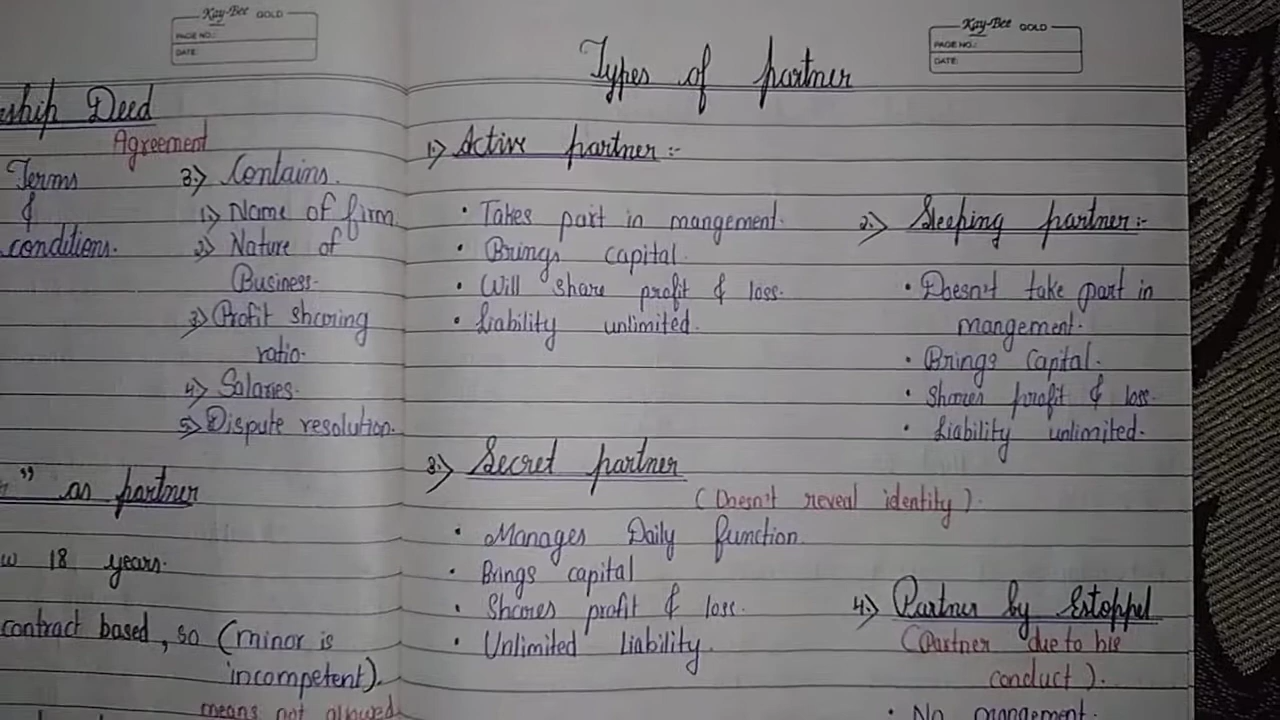 Kay-Bee GOLD
PAGE NO.:
DATE:
ship Deed
Agreement
Terms
&
conditions.
3.> Contains.
1.> Name of firm
2.> Nature of
Business.
3.> Profit sharing
ratio.
4.> Salaries.
5.> Dispute resolution.
" as partner
w 18 years.
contract based, so (minor is
incompetent).
means not allowed
Kay-Bee GOLD
PAGE NO.:
DATE:
Types of partner
1.> Active partner :-
• Takes part in mangement.
• Brings capital.
• Will share profit & loss.
• Liability unlimited.
2.> Sleeping partner :-
• Doesn't take part in
mangement.
• Brings Capital.
• Shares profit & loss.
• Liability unlimited.
3.> Secret partner
(Doesn't reveal identity).
• Manages Daily function.
• Brings capital
• Shares profit & loss.
• Unlimited Liability.
4.> Partner by Estoppel
(Partner due to his
conduct).
• No mangement.